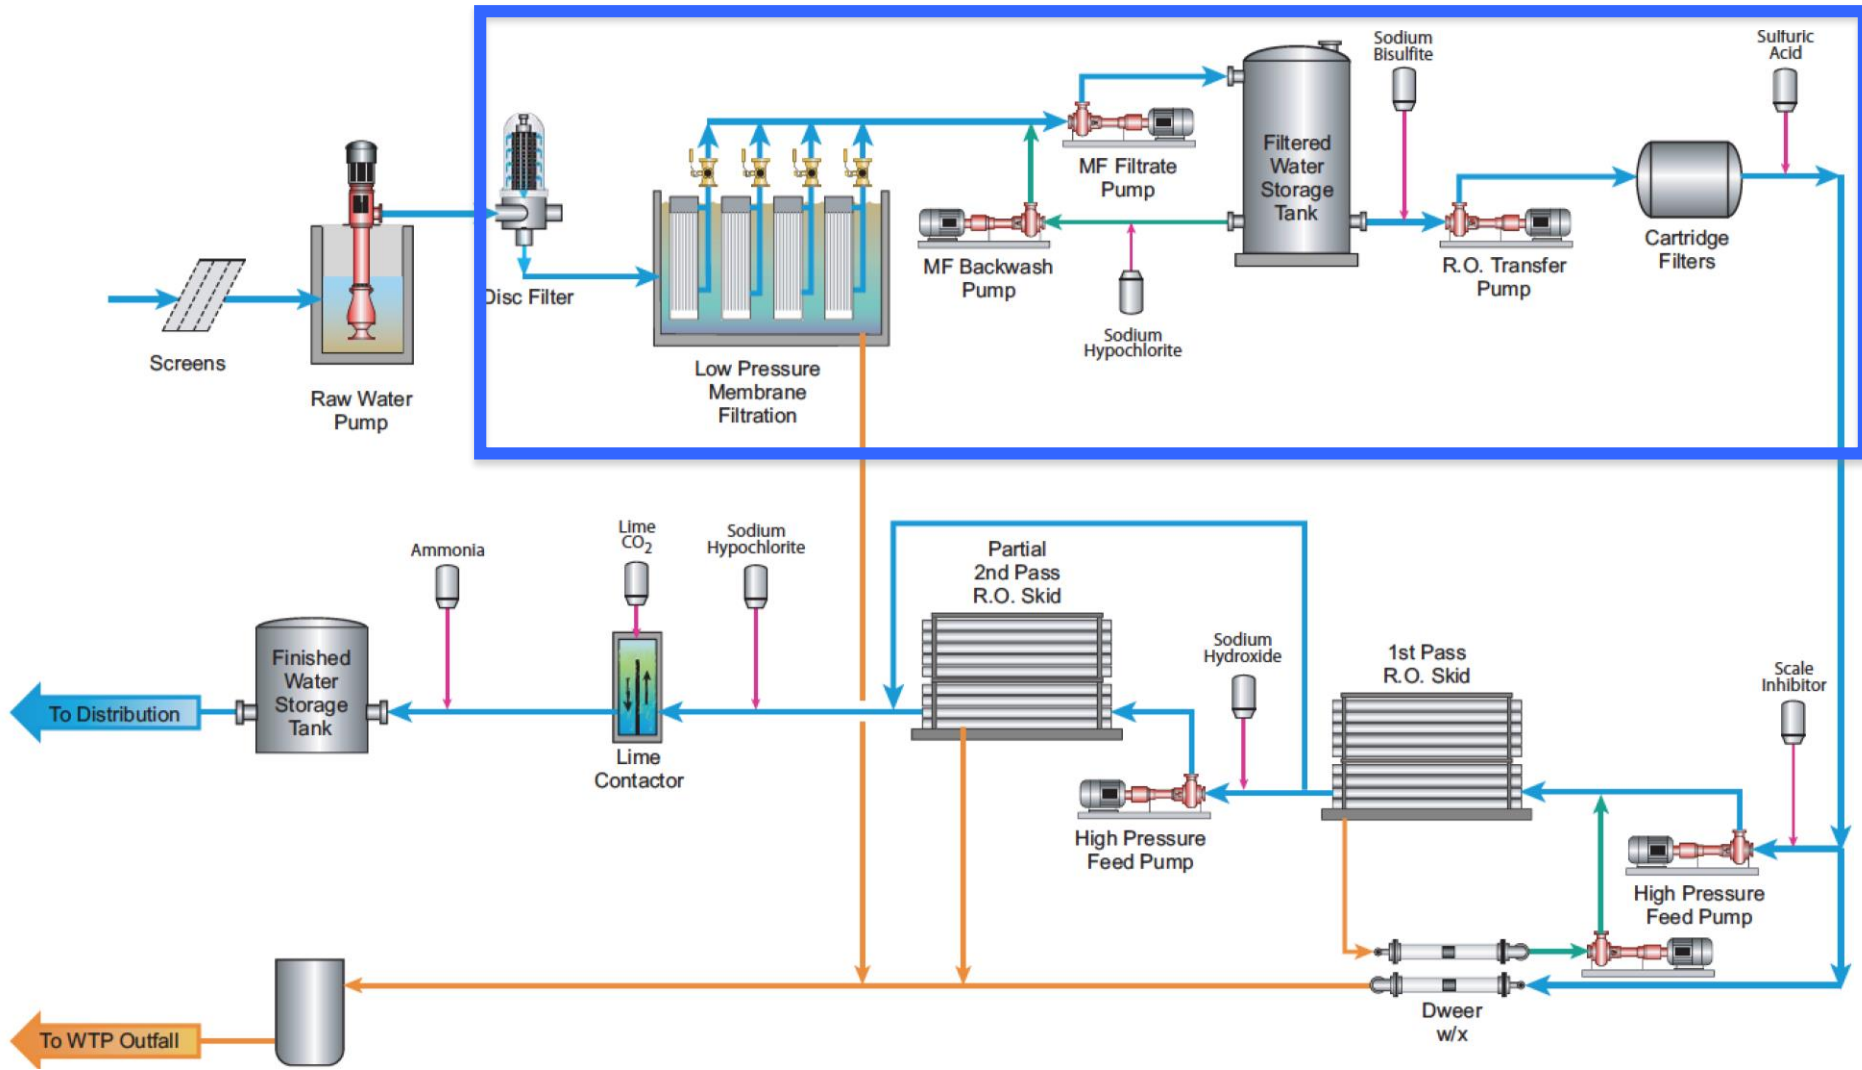 Sodium
Bisulfite
Sulfuric
Acid
MF Filtrate
Pump
Filtered
Water
Storage
Tank
MF Backwash
Pump
R.O. Transfer
Pump
Cartridge
Filters
Disc Filter
Sodium
Hypochlorite
Screens
Low Pressure
Membrane
Filtration
Raw Water
Pump
Ammonia
Lime
CO2
Sodium
Hypochlorite
Partial
2nd Pass
R.O. Skid
Sodium
Hydroxide
1st Pass
R.O. Skid
Scale
Inhibitor
To Distribution
Finished
Water
Storage
Tank
Lime
Contactor
High Pressure
Feed Pump
High Pressure
Feed Pump
Dweer
w/x
To WTP Outfall